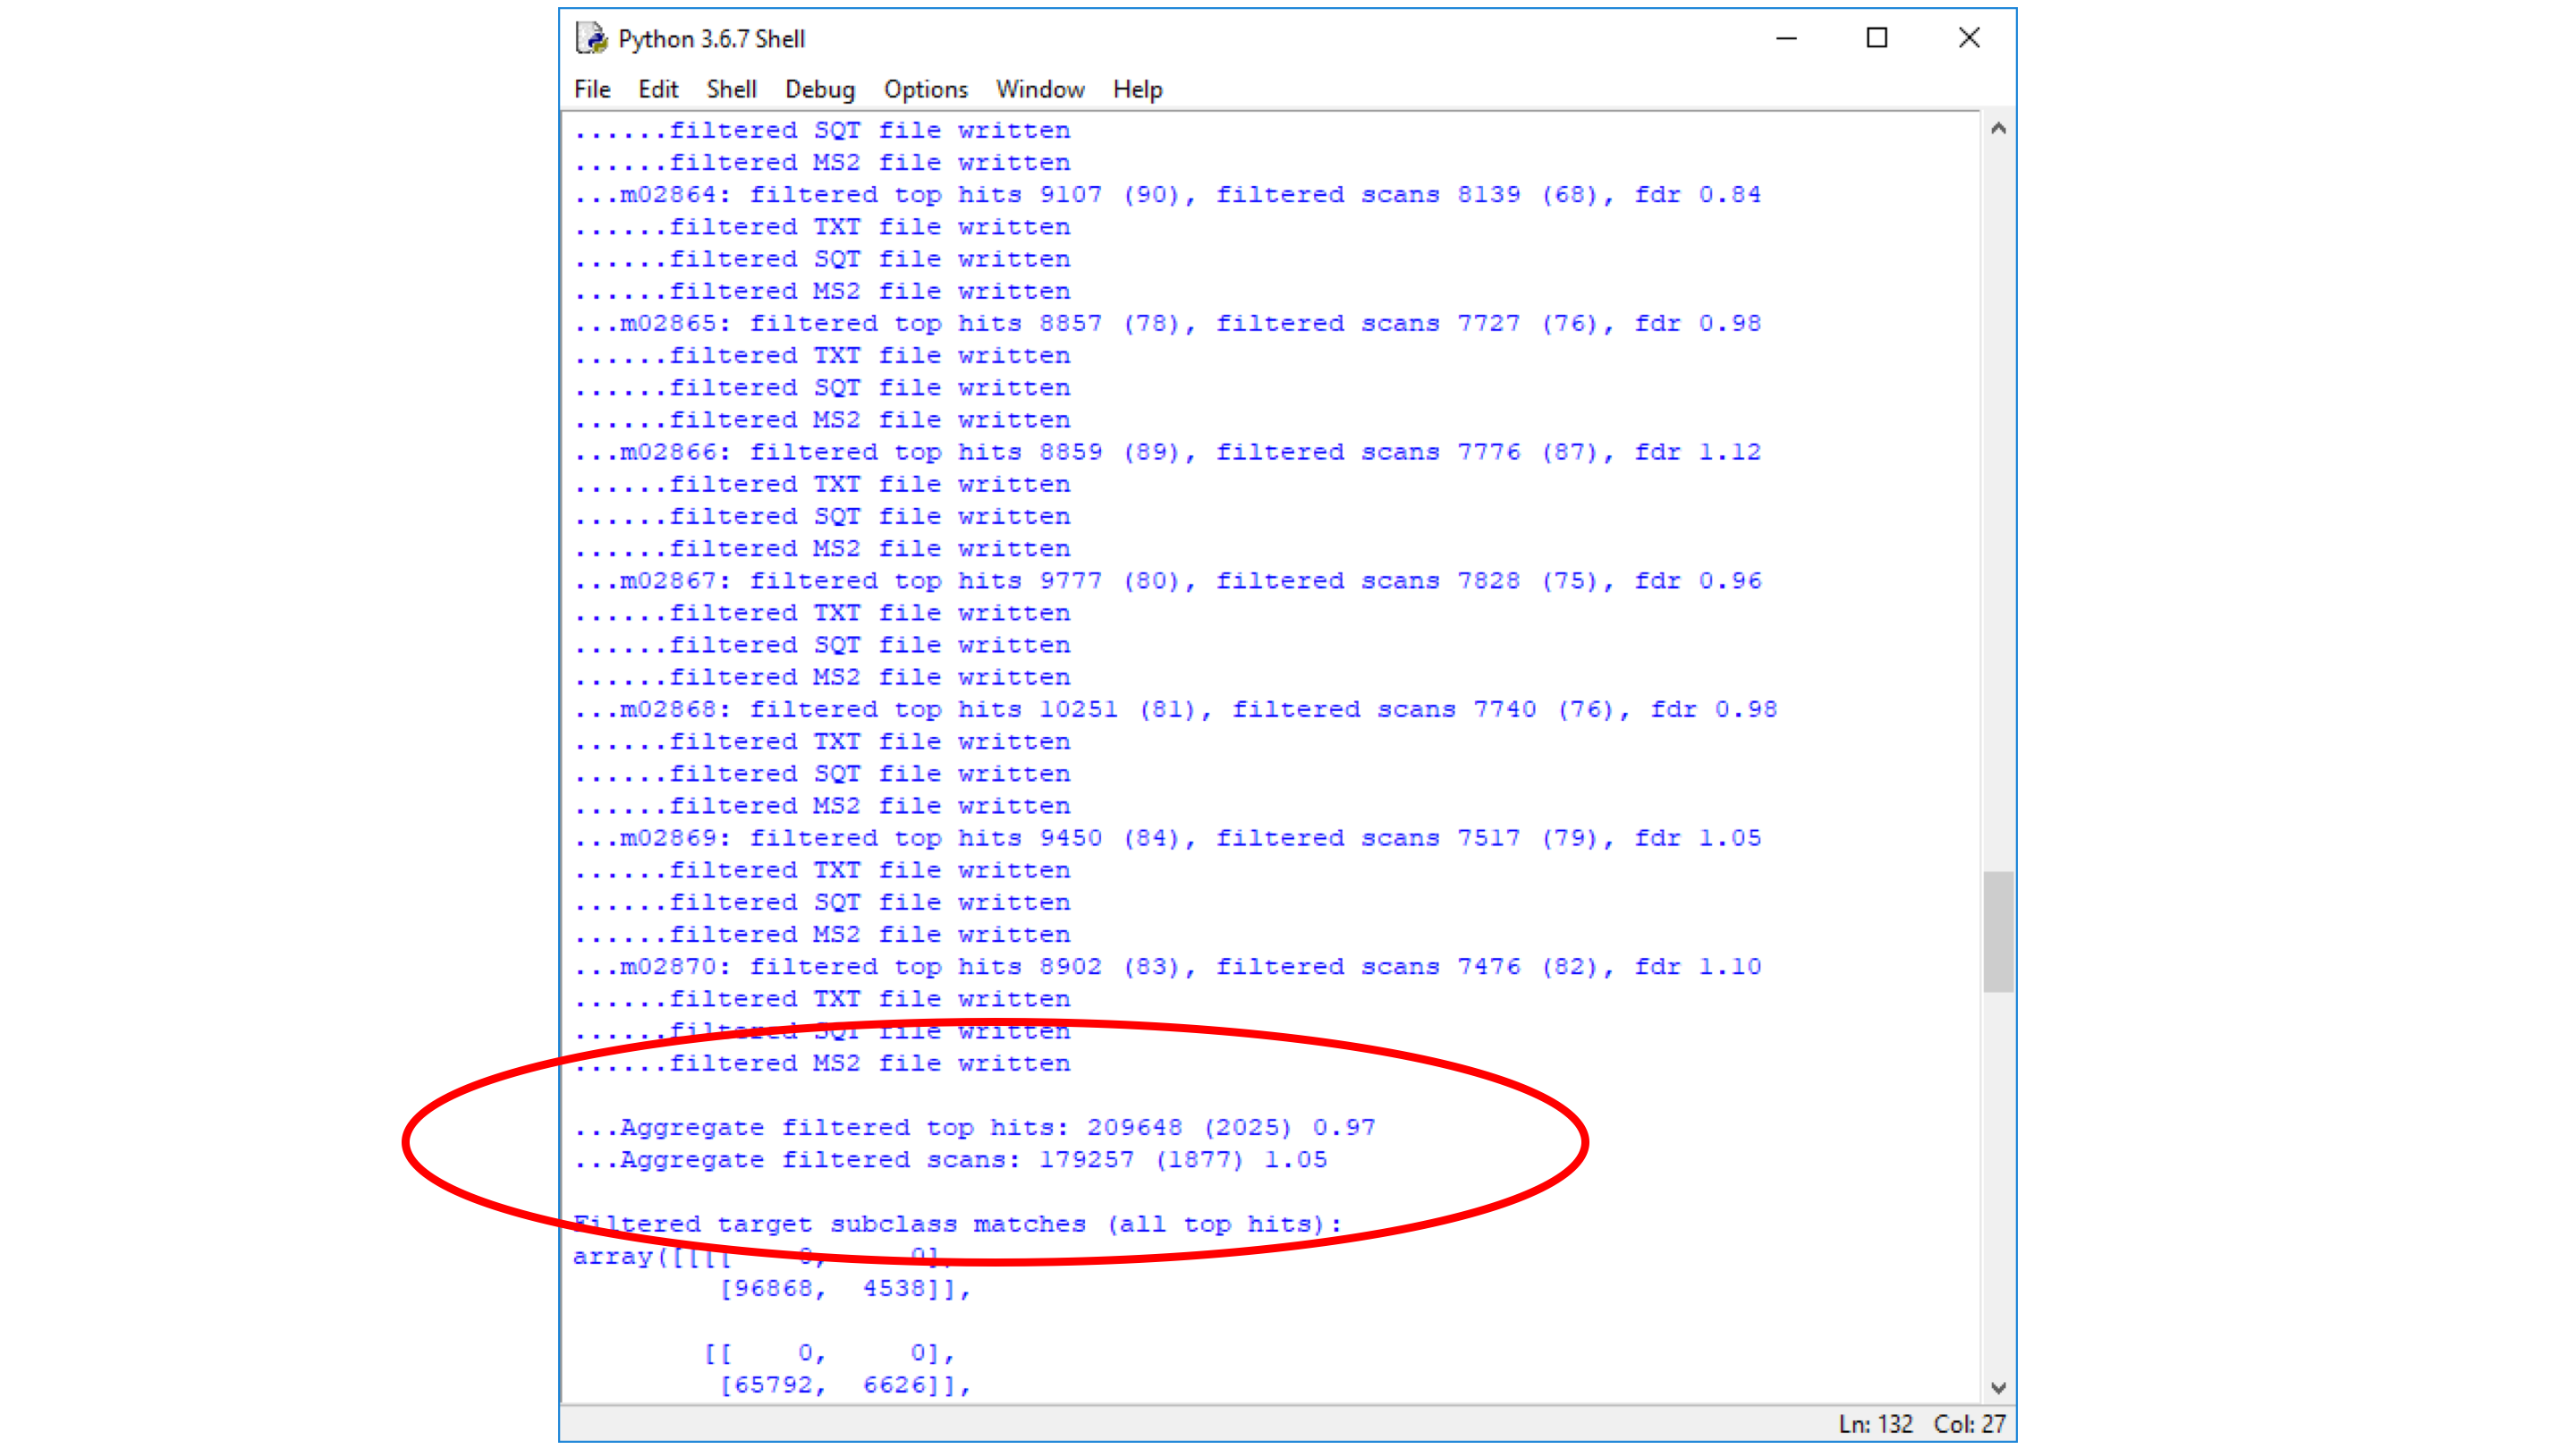 Python 3.6.7 Shell
File Edit Shell Debug Options Window Help
......filtered SQT file written
......filtered MS2 file written
...m02864: filtered top hits 9107 (90), filtered scans 8139 (68), fdr 0.84
......filtered TXT file written
......filtered SQT file written
......filtered MS2 file written
...m02865: filtered top hits 8857 (78), filtered scans 7727 (76), fdr 0.98
......filtered TXT file written
......filtered SQT file written
......filtered MS2 file written
...m02866: filtered top hits 8859 (89), filtered scans 7776 (87), fdr 1.12
......filtered TXT file written
......filtered SQT file written
......filtered MS2 file written
...m02867: filtered top hits 9777 (80), filtered scans 7828 (75), fdr 0.96
......filtered TXT file written
......filtered SQT file written
......filtered MS2 file written
...m02868: filtered top hits 10251 (81), filtered scans 7740 (76), fdr 0.98
......filtered TXT file written
......filtered SQT file written
......filtered MS2 file written
...m02869: filtered top hits 9450 (84), filtered scans 7517 (79), fdr 1.05
......filtered TXT file written
......filtered SQT file written
......filtered MS2 file written
...m02870: filtered top hits 8902 (83), filtered scans 7476 (82), fdr 1.10
......filtered TXT file written
......filtered SQT file written
......filtered MS2 file written
...Aggregate filtered top hits: 209648 (2025) 0.97
...Aggregate filtered scans: 179257 (1877) 1.05
Filtered target subclass matches (all top hits):
array([[[[    0,     0],
[96868,  4538]],
[[    0,     0],
[65792,  6626]],
Ln: 132 Col: 27